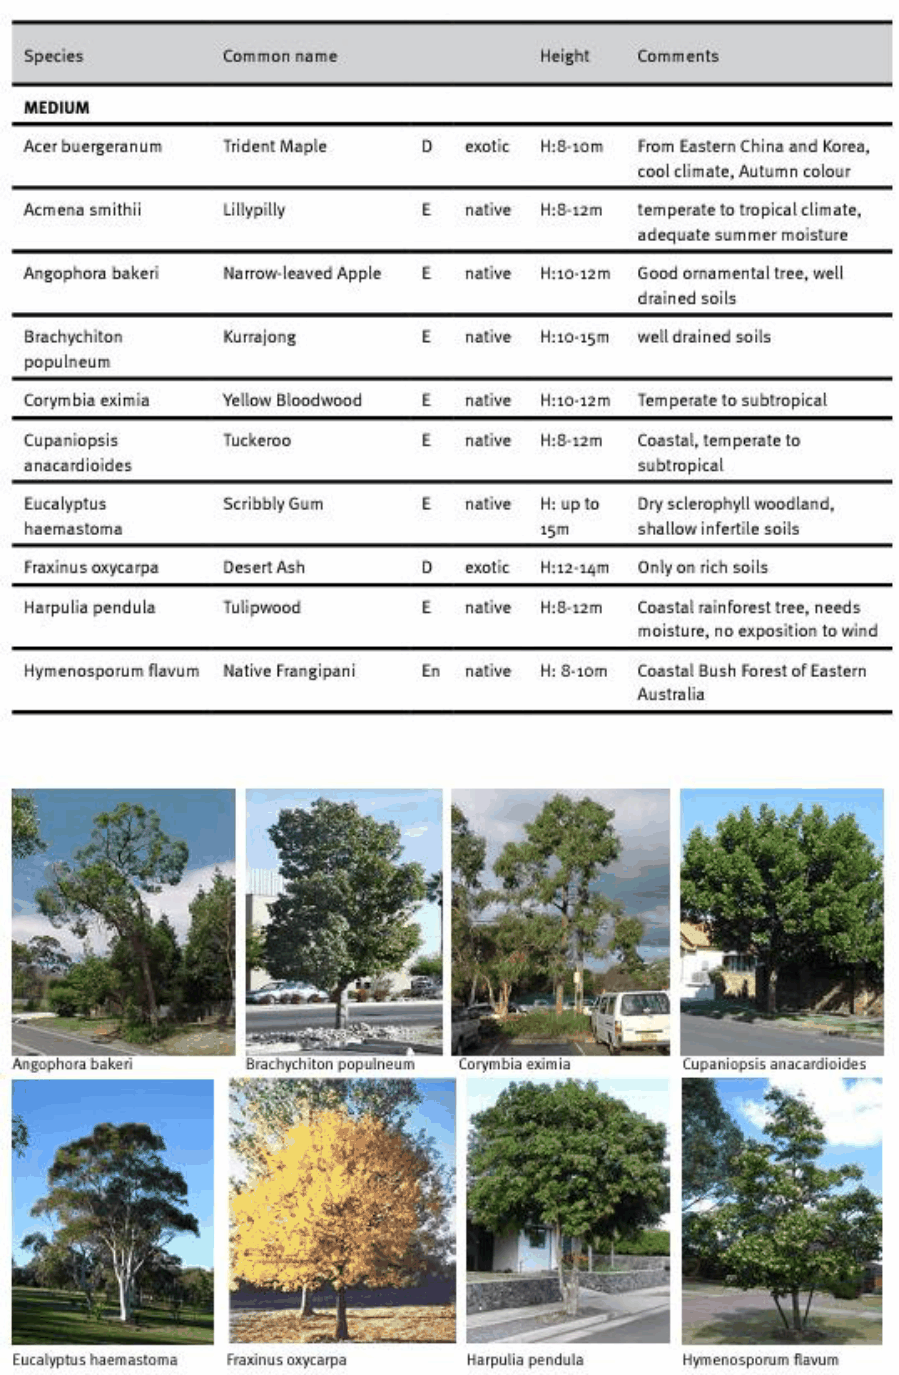 Species Common name Height Comments
MEDIUM
Acer buergeranum Trident Maple D exotic H:8-10m From Eastern China and Korea,
cool climate, Autumn colour
Acmena smithii Lillypilly E native H:8-12m temperate to tropical climate,
adequate summer moisture
Angophora bakeri Narrow-leaved Apple E native H:10-12m Good ornamental tree, well
drained soils
Brachychiton Kurrajong E native H:10-15m well drained soils
populneum
Corymbia eximia Yellow Bloodwood E native H:10-12m Temperate to subtropical
Cupaniopsis Tuckeroo E native H:8-12m Coastal, temperate to
anacardioides subtropical
Eucalyptus Scribbly Gum E native H: up to Dry sclerophyll woodland,
haemastoma 15m shallow infertile soils
Fraxinus oxycarpa Desert Ash D exotic H:12-14m Only on rich soils
Harpulia pendula Tulipwood E native H:8-12m Coastal rainforest tree, needs
moisture, no exposition to wind
Hymenosporum flavum Native Frangipani En native H: 8-10m Coastal Bush Forest of Eastern
Australia
Angophora bakeri Brachychiton populneum Corymbia eximia Cupaniopsis anacardioides
Eucalyptus haemastoma Fraxinus oxycarpa Harpulia pendula Hymenosporum flavum